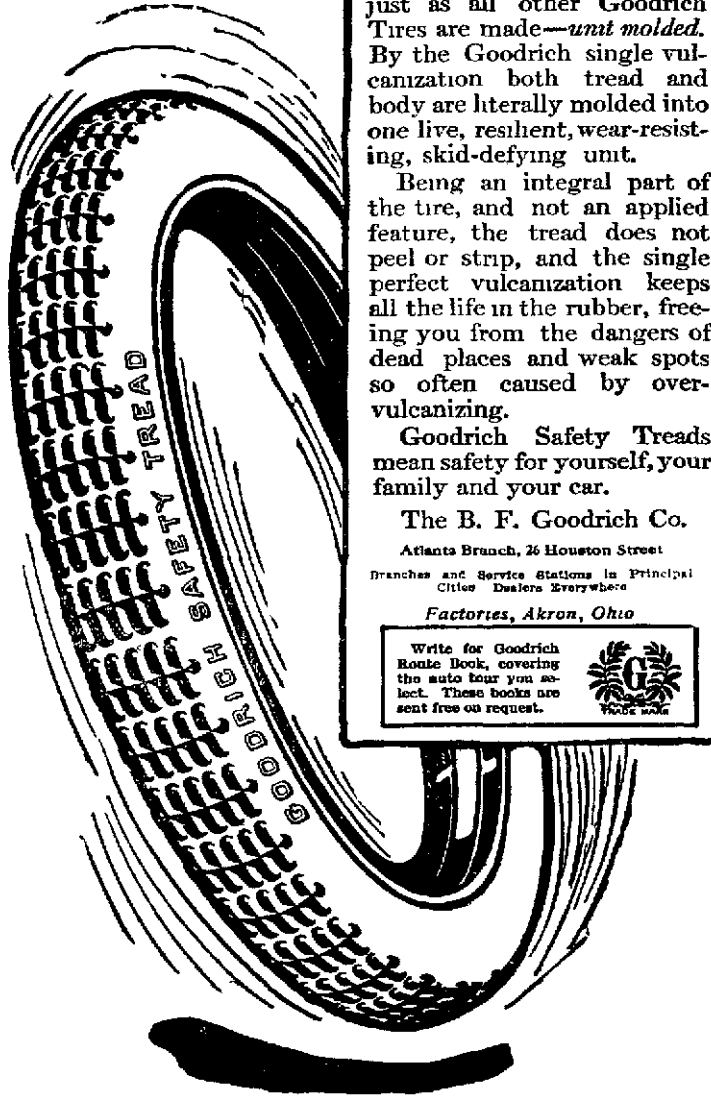 just as all other Goodrich
Tires are made—unit molded.
By the Goodrich single vul-
canization both tread and
body are literally molded into
one live, resilient, wear-resist-
ing, skid-defying unit.
Being an integral part of
the tire, and not an applied
feature, the tread does not
peel or strip, and the single
perfect vulcanization keeps
all the life in the rubber, free-
ing you from the dangers of
dead places and weak spots
so often caused by over-
vulcanizing.
Goodrich Safety Treads
mean safety for yourself, your
family and your car.
The B. F. Goodrich Co.
Atlanta Branch, 26 Houston Street
Branches and Service Stations in Principal
Cities Dealers Everywhere
Factories, Akron, Ohio
Write for Goodrich
Route Book, covering
the auto tour you se-
lect. These books are
sent free on request.
G
TRADE MARK
GOODRICH SAFETY TREAD